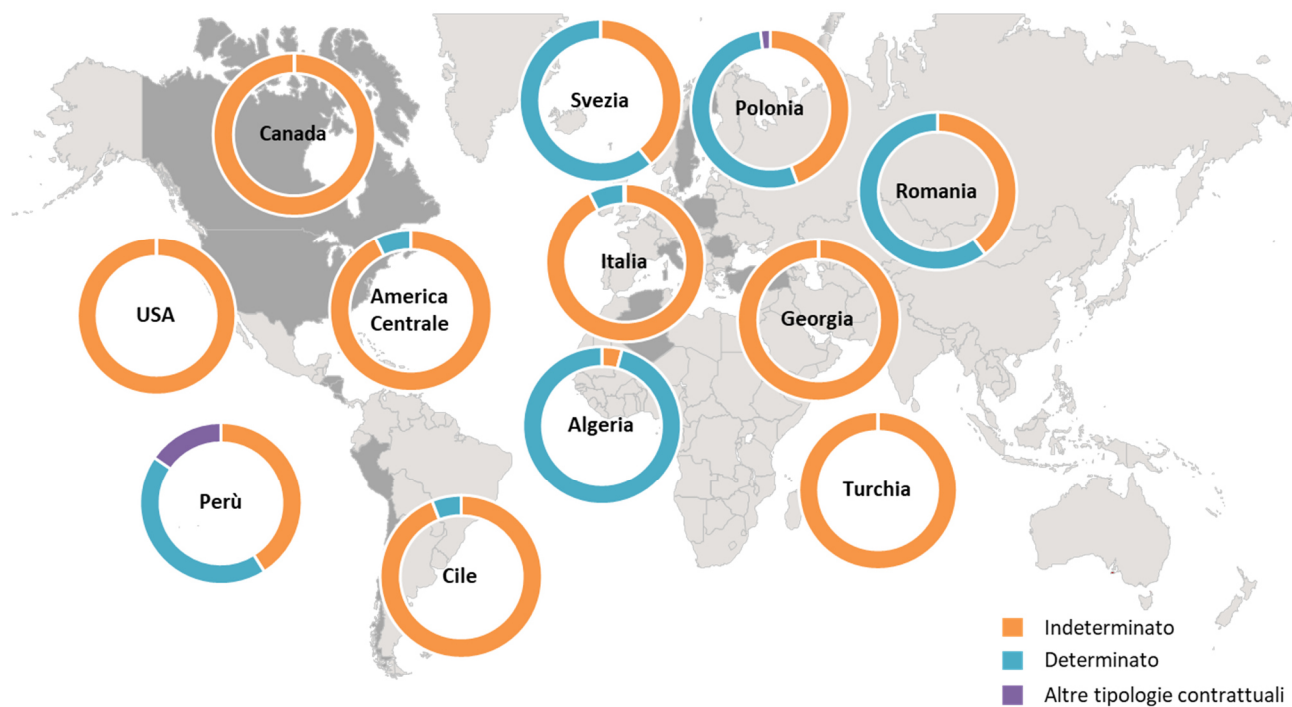 Svezia
Polonia
Canada
Romania
Italia
America
Centrale
USA
Georgia
Algeria
Perù
Turchia
Cile
Indeterminato
Determinato
Altre tipologie contrattuali